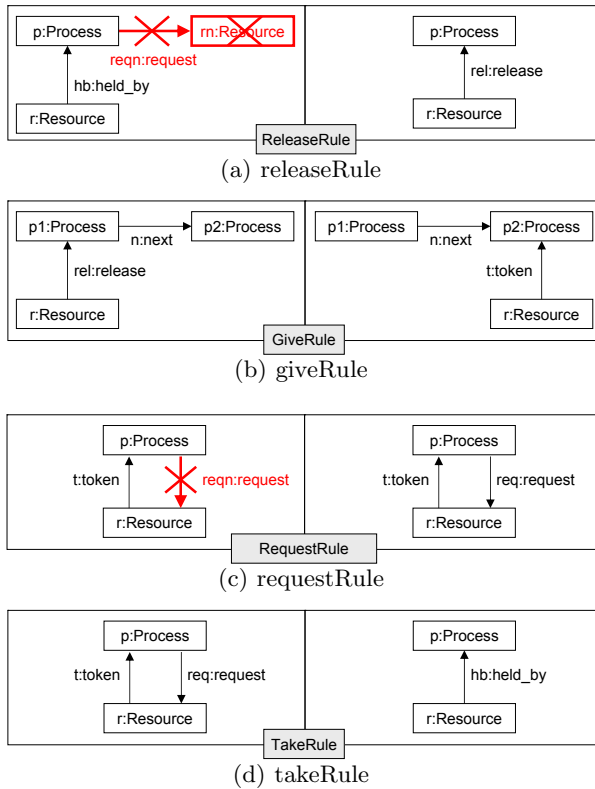 p:Process
rn:Resource
reqn:request
hb:held_by
r:Resource
p:Process
rel:release
r:Resource
ReleaseRule
(a) releaseRule
p1:Process
n:next
p2:Process
rel:release
r:Resource
p1:Process
n:next
p2:Process
t:token
r:Resource
GiveRule
(b) giveRule
p:Process
t:token
reqn:request
r:Resource
p:Process
t:token
req:request
r:Resource
RequestRule
(c) requestRule
p:Process
t:token
req:request
r:Resource
p:Process
hb:held_by
r:Resource
TakeRule
(d) takeRule